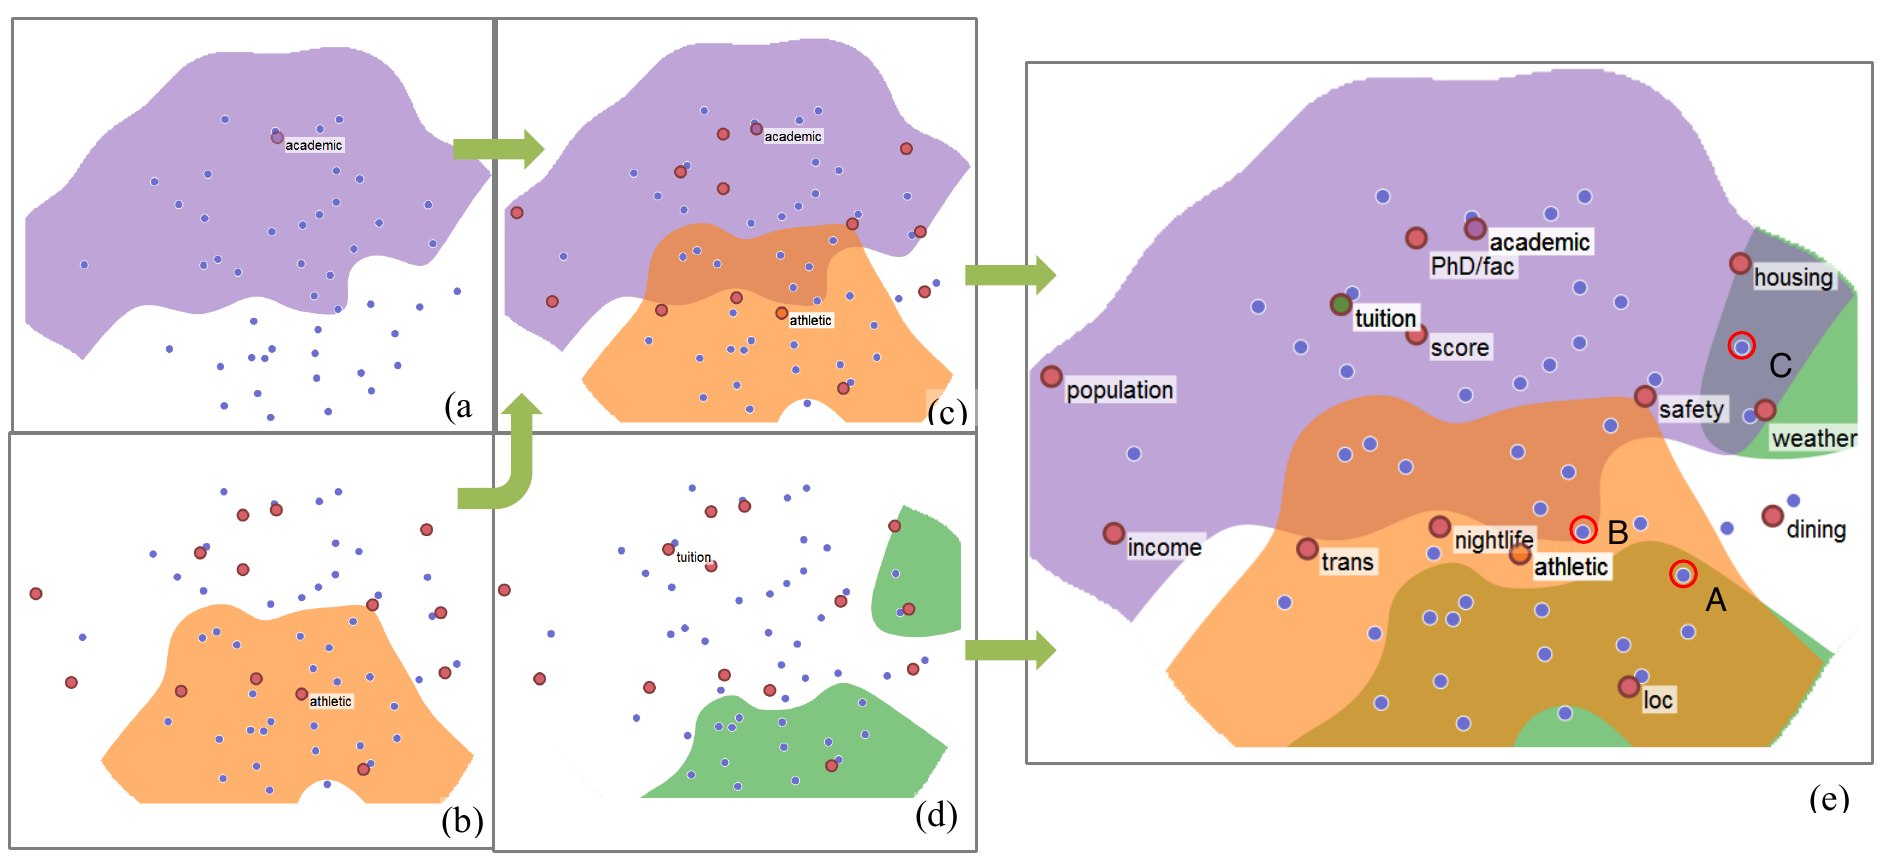 academic
(a
academic
athletic
(c)
athletic
(b)
tuition
(d)
academic
PhD/fac
housing
tuition
score
C
population
safety
weather
income
nightlife
B
dining
trans
athletic
A
loc
(e)